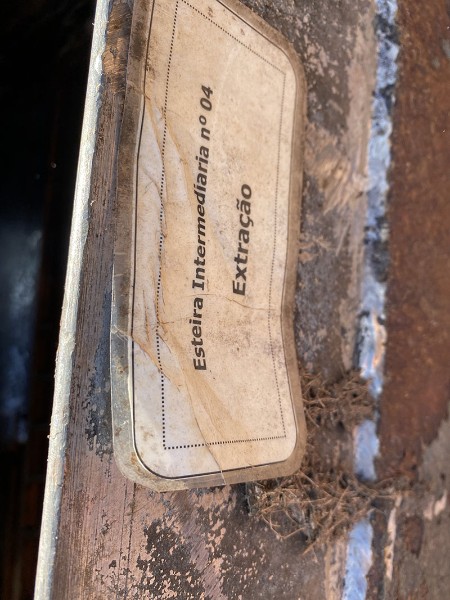 Esteira Intermediaria nº 04
Extração